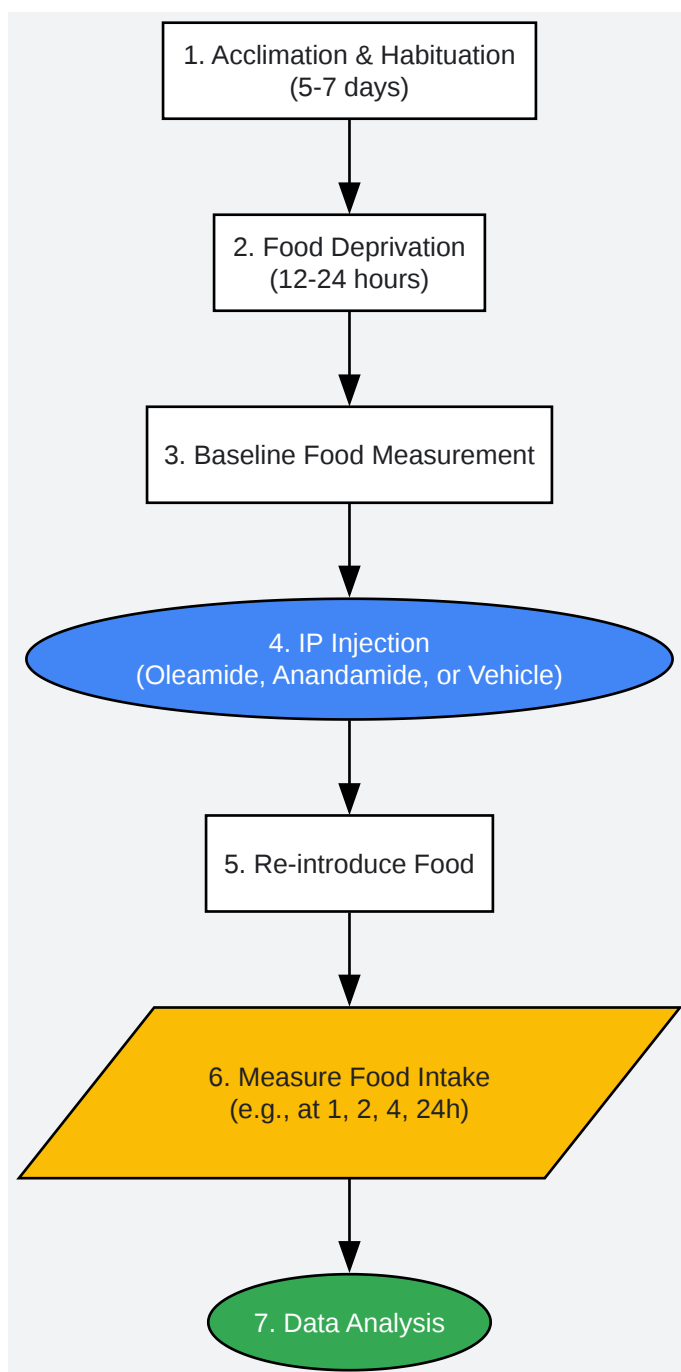 1. Acclimation & Habituation
(5-7 days)
2. Food Deprivation
(12-24 hours)
3. Baseline Food Measurement
4. IP Injection
(Oleamide, Anandamide, or Vehicle)
5. Re-introduce Food
6. Measure Food Intake
(e.g., at 1, 2, 4, 24h)
7. Data Analysis